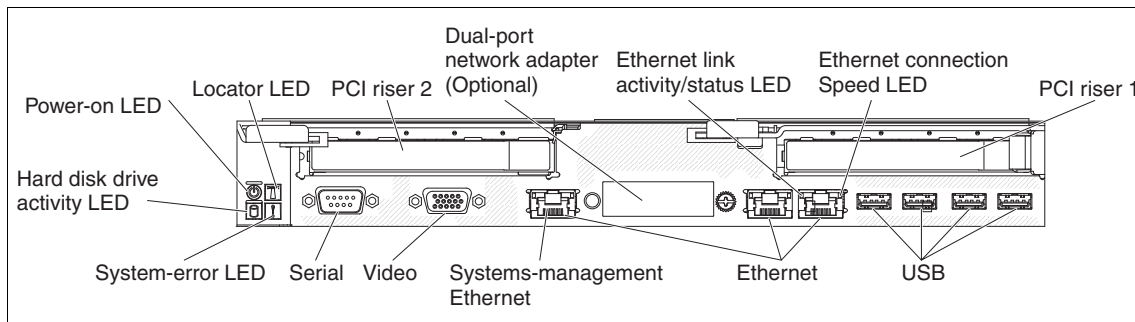 Dual-port
network adapter
(Optional)
Ethernet link
activity/status LED
Ethernet connection
Speed LED
Locator LED
PCI riser 2
PCI riser 1
Power-on LED
Hard disk drive
activity LED
System-error LED
Serial
Video
Systems-management
Ethernet
Ethernet
USB